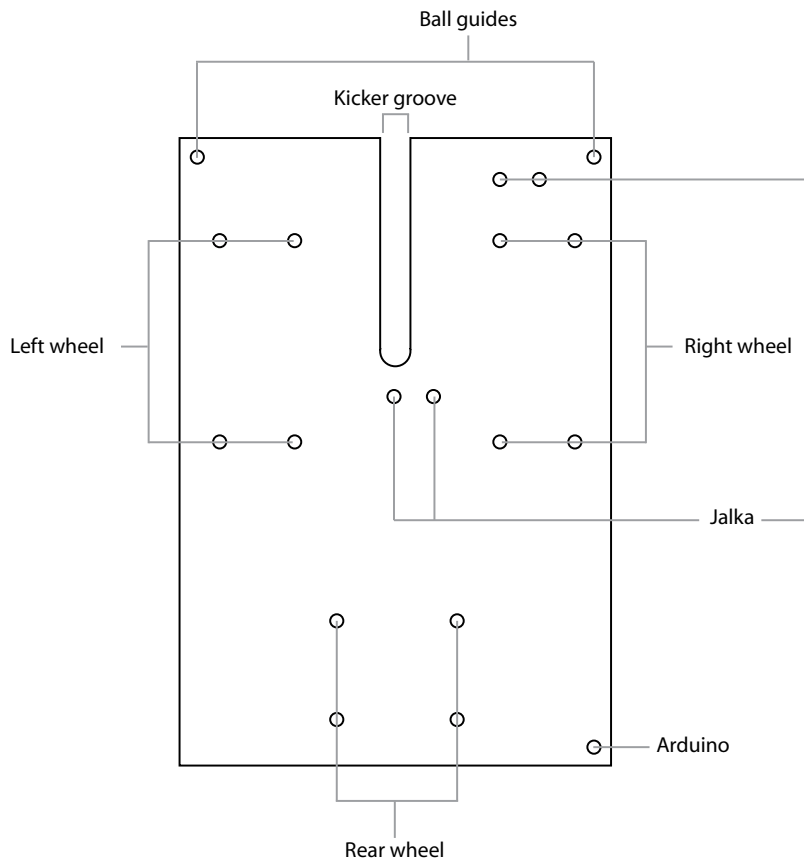 Ball guides
Kicker groove
Left wheel
Right wheel
Jalka
Arduino
Rear wheel